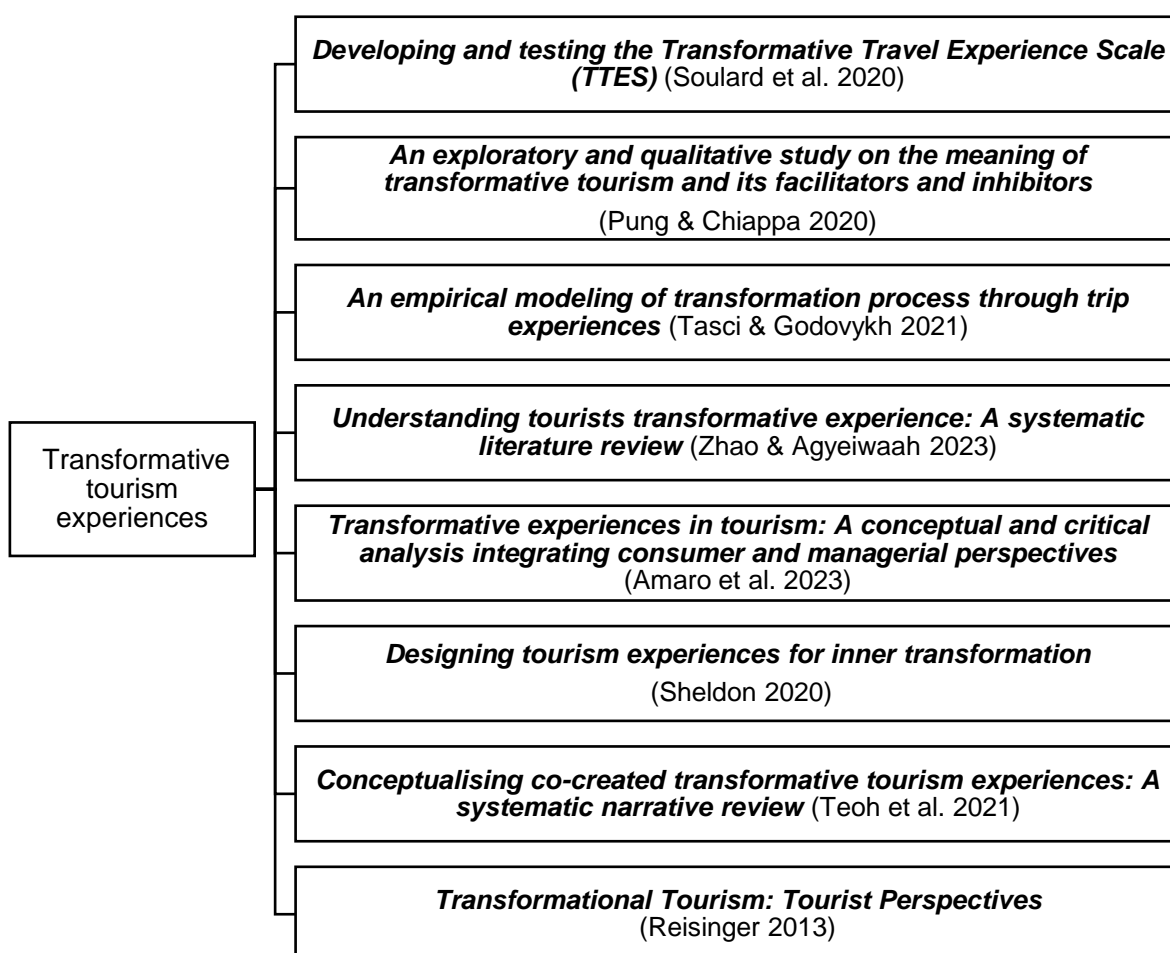 Developing and testing the Transformative Travel Experience Scale
(TTES) (Soulard et al. 2020)
An exploratory and qualitative study on the meaning of
transformative tourism and its facilitators and inhibitors
(Pung & Chiappa 2020)
An empirical modeling of transformation process through trip
experiences (Tasci & Godovykh 2021)
Understanding tourists transformative experience: A systematic
literature review (Zhao & Agyeiwaah 2023)
Transformative
tourism
experiences
Transformative experiences in tourism: A conceptual and critical
analysis integrating consumer and managerial perspectives
(Amaro et al. 2023)
Designing tourism experiences for inner transformation
(Sheldon 2020)
Conceptualising co-created transformative tourism experiences: A
systematic narrative review (Teoh et al. 2021)
Transformational Tourism: Tourist Perspectives
(Reisinger 2013)